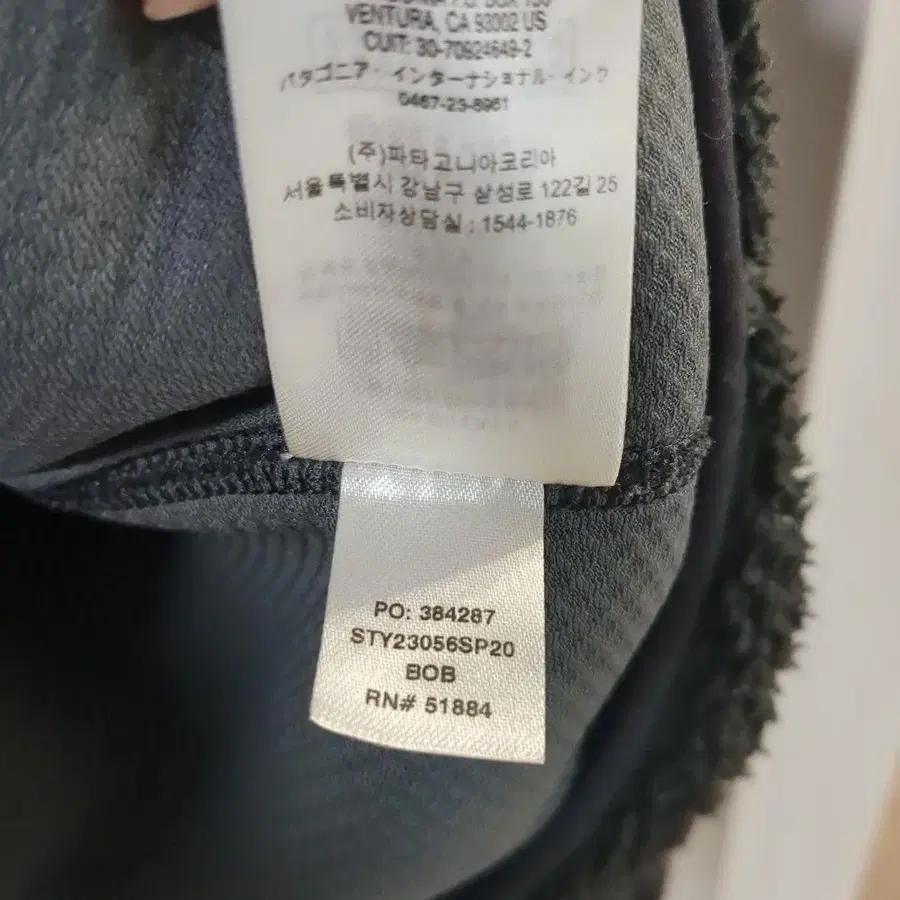 VENTURA, CA 93002 US
CUIT: 30-70924649-2
パタゴニア・インターナショナル・インク
0467-23-8961
(주)파타고니아코리아
서울특별시 강남구 삼성로 122길 25
소비자상담실 : 1544-1876
PO: 384287
STY23056SP20
BOB
RN# 51884